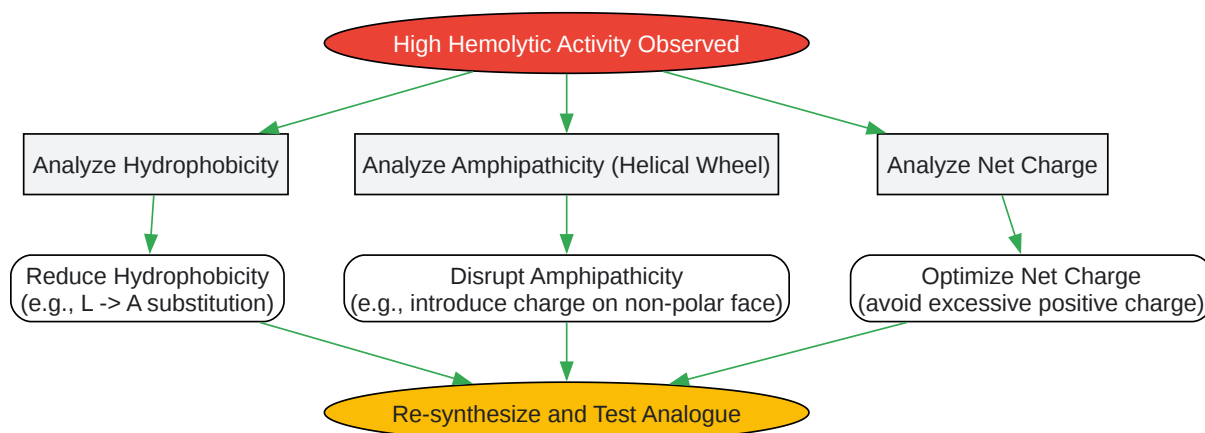 High Hemolytic Activity Observed
Analyze Hydrophobicity
Analyze Amphipathicity (Helical Wheel)
Analyze Net Charge
Reduce Hydrophobicity
(e.g., L -> A substitution)
Disrupt Amphipathicity
(e.g., introduce charge on non-polar face)
Optimize Net Charge
(avoid excessive positive charge)
Re-synthesize and Test Analogue